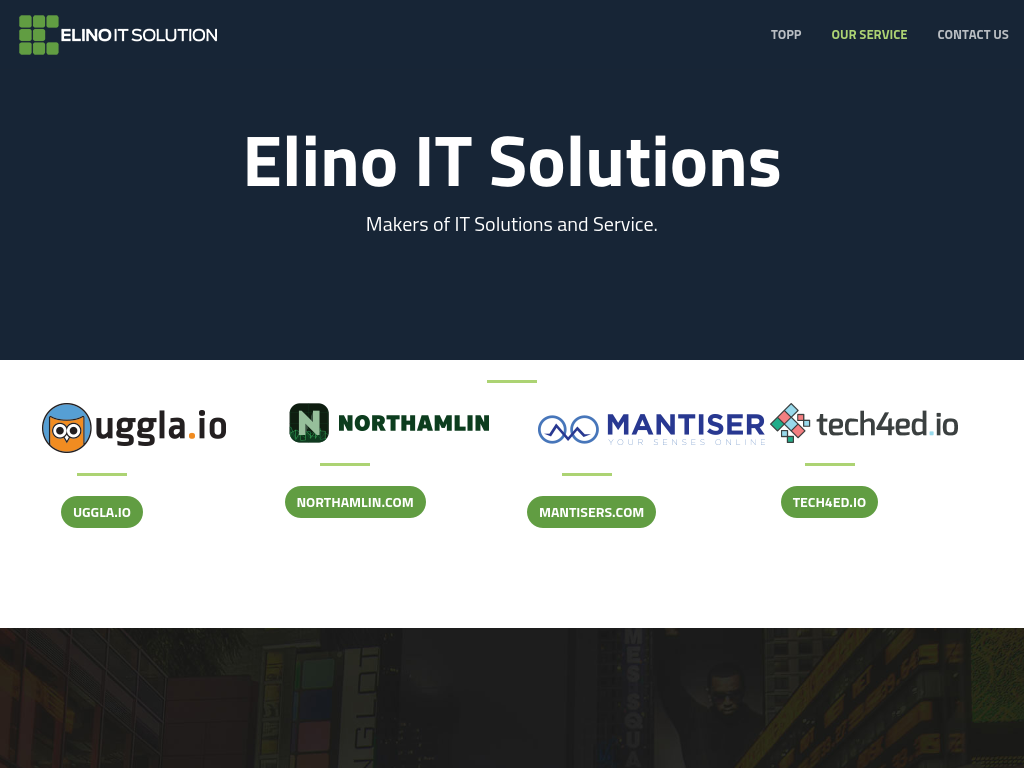 ELINO IT SOLUTION
TOPP
OUR SERVICE
CONTACT US
Elino IT Solutions
Makers of IT Solutions and Service.
uggla.io
N NORTHAMLIN
MANTISER
YOUR SENSES ONLINE
tech4ed.io
UGGLA.IO
NORTHAMLIN.COM
MANTISERS.COM
TECH4ED.IO